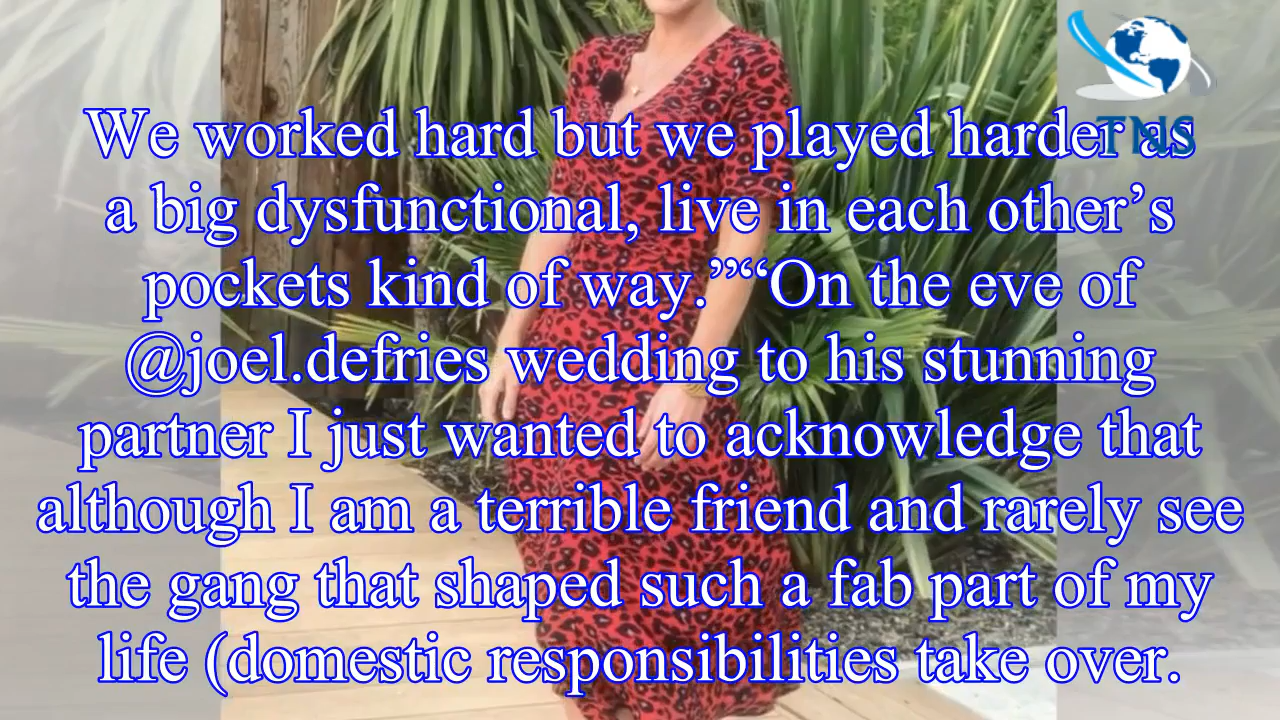 We worked hard but we played harder as
TNS
a big dysfunctional, live in each other’s
pockets kind of way.”“On the eve of
@joel.defries wedding to his stunning
partner I just wanted to acknowledge that
although I am a terrible friend and rarely see
the gang that shaped such a fab part of my
life (domestic responsibilities take over.